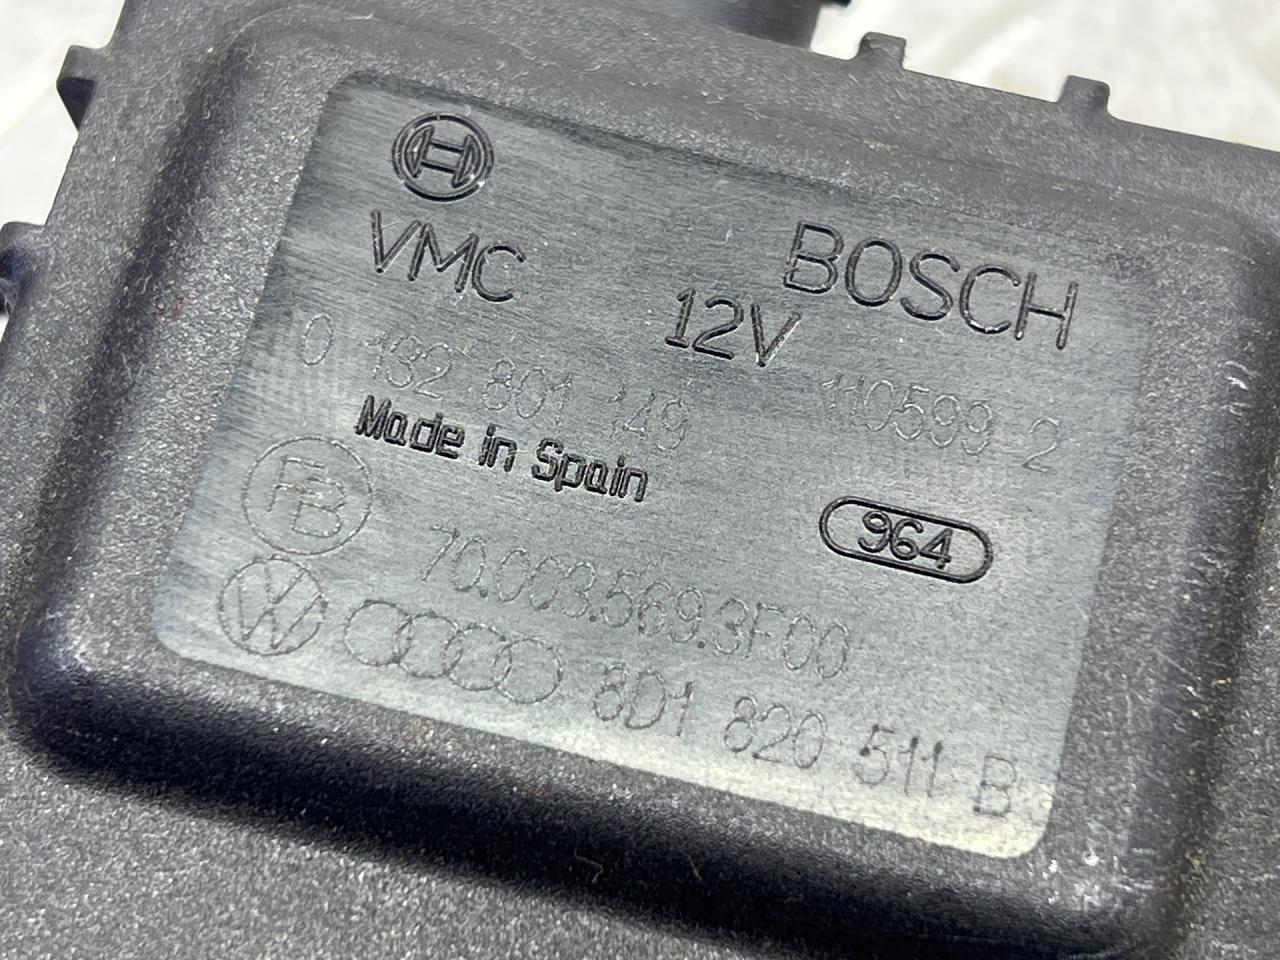 VMC BOSCH
12V
0 132 801 149 110599 2
Made in Spain
964
FEB
70.003.569.3F00
8D1 820 511 B